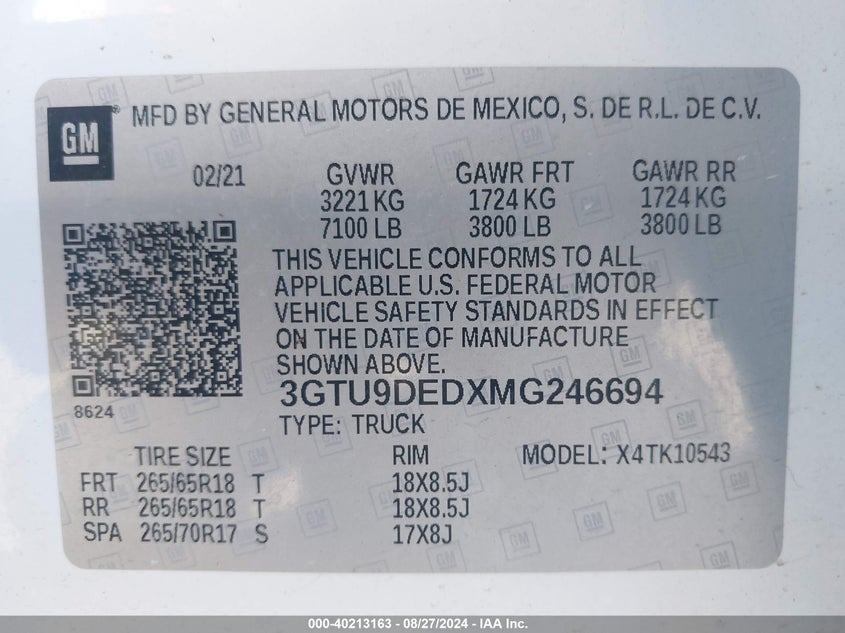 GM
®
MFD BY GENERAL MOTORS DE MEXICO, S. DE R.L. DE C.V.
02/21 GVWR GAWR FRT GAWR RR
3221 KG 1724 KG 1724 KG
7100 LB 3800 LB 3800 LB
THIS VEHICLE CONFORMS TO ALL
APPLICABLE U.S. FEDERAL MOTOR
VEHICLE SAFETY STANDARDS IN EFFECT
ON THE DATE OF MANUFACTURE
SHOWN ABOVE.
3GTU9DEDXMG246694
8624
TYPE: TRUCK
TIRE SIZE RIM MODEL: X4TK10543
FRT 265/65R18 T 18X8.5J
RR 265/65R18 T 18X8.5J
SPA 265/70R17 S 17X8J
000-40213163 - 08/27/2024 - IAA Inc.